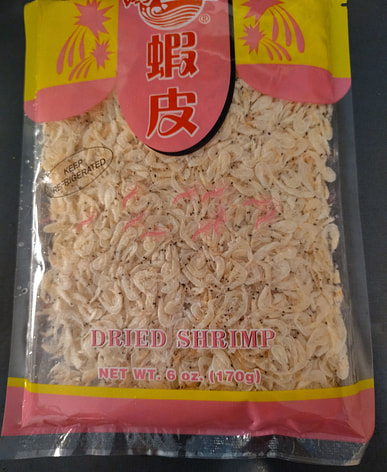 ®
蝦
皮
KEEP
REFRIGERATED
DRIED SHRIMP
NET WT. 6 oz. (170g)